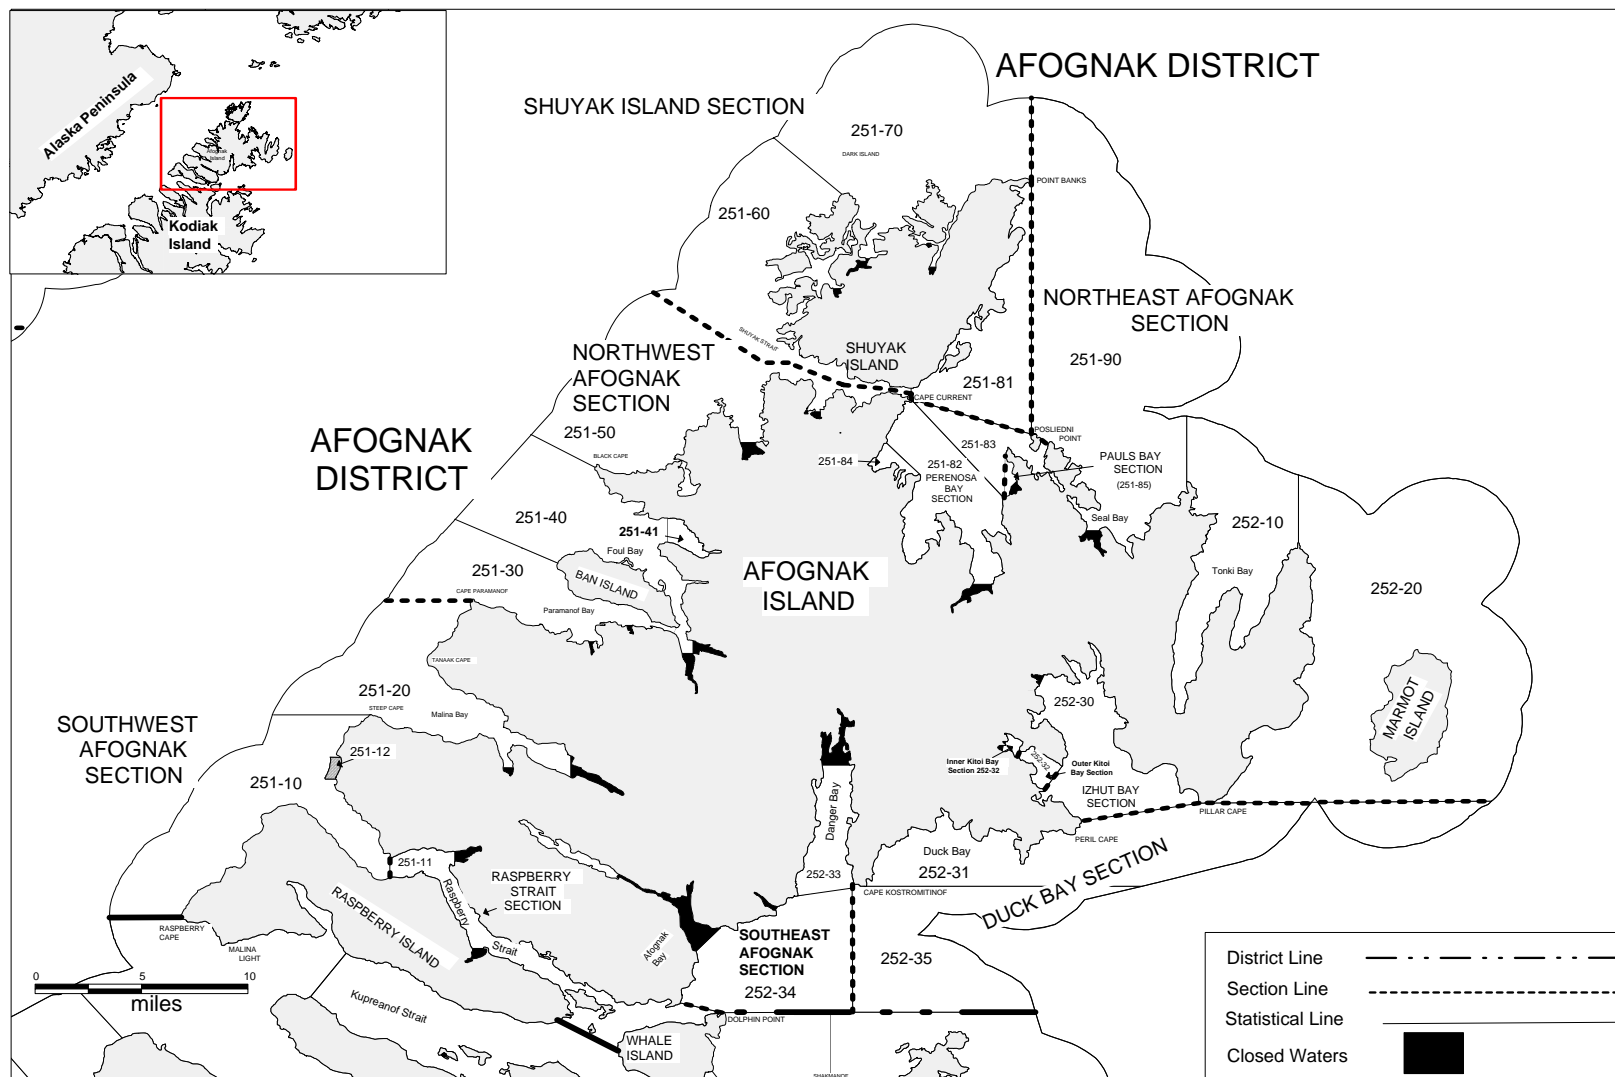 AFOGNAK DISTRICT
SHUYAK ISLAND SECTION
251-70
DARK ISLAND
Alaska Peninsula
Afognak
Island
Kodiak
Island
POINT BANKS
251-60
NORTHEAST AFOGNAK
SECTION
SHUYAK STRAIT
SHUYAK
ISLAND
NORTHWEST
AFOGNAK
SECTION
251-90
251-81
CAPE CURRENT
251-50
BLACK CAPE
AFOGNAK
DISTRICT
POSLIEDNI
POINT
251-83
251-84
251-82
PERENOSA
BAY
SECTION
PAULS BAY
SECTION
(251-85)
Seal Bay
251-40
251-41
Foul Bay
252-10
Tonki Bay
251-30
CAPE PARAMANOF
BAN ISLAND
Paramanof Bay
AFOGNAK
ISLAND
252-20
TANAAK CAPE
251-20
STEEP CAPE
Malina Bay
MARMOT
ISLAND
252-30
SOUTHWEST
AFOGNAK
SECTION
251-12
Inner Kitoi Bay
Section 252-32
252-32
Outer Kitoi
Bay Section
251-10
IZHUT BAY
SECTION
PILLAR CAPE
Danger Bay
PERIL CAPE
Duck Bay
251-11
252-33
252-31
CAPE KOSTROMITINOF
DUCK BAY SECTION
RASPBERRY
STRAIT
SECTION
Raspberry
Strait
RASPBERRY ISLAND
RASPBERRY
CAPE
MALINA
LIGHT
Afognak
Bay
SOUTHEAST
AFOGNAK
SECTION
252-34
252-35
0 5 10
miles
Kupreanof Strait
DOLPHIN POINT
WHALE
ISLAND
SHAKMANOF
District Line
Section Line
Statistical Line
Closed Waters